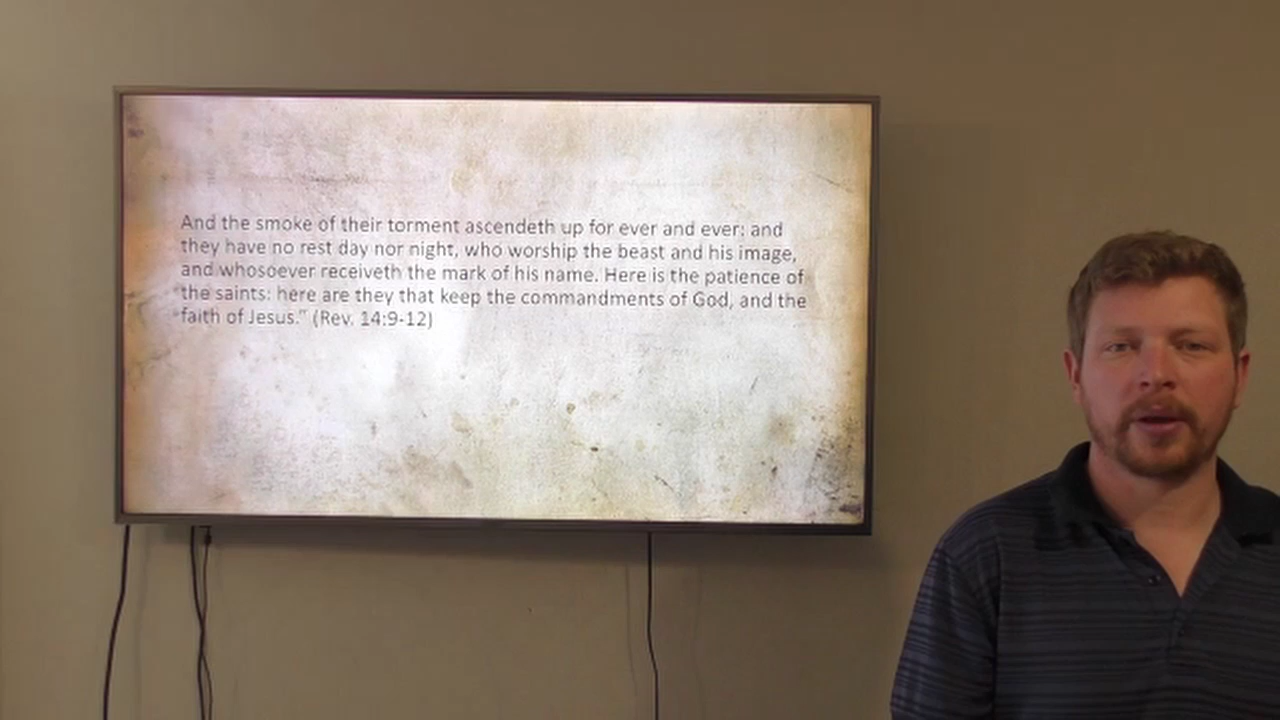 And the smoke of their torment ascendeth up for ever and ever: and
they have no rest day nor night, who worship the beast and his image,
and whosoever receiveth the mark of his name. Here is the patience of
the saints: here are they that keep the commandments of God, and the
faith of Jesus." (Rev. 14:9-12)